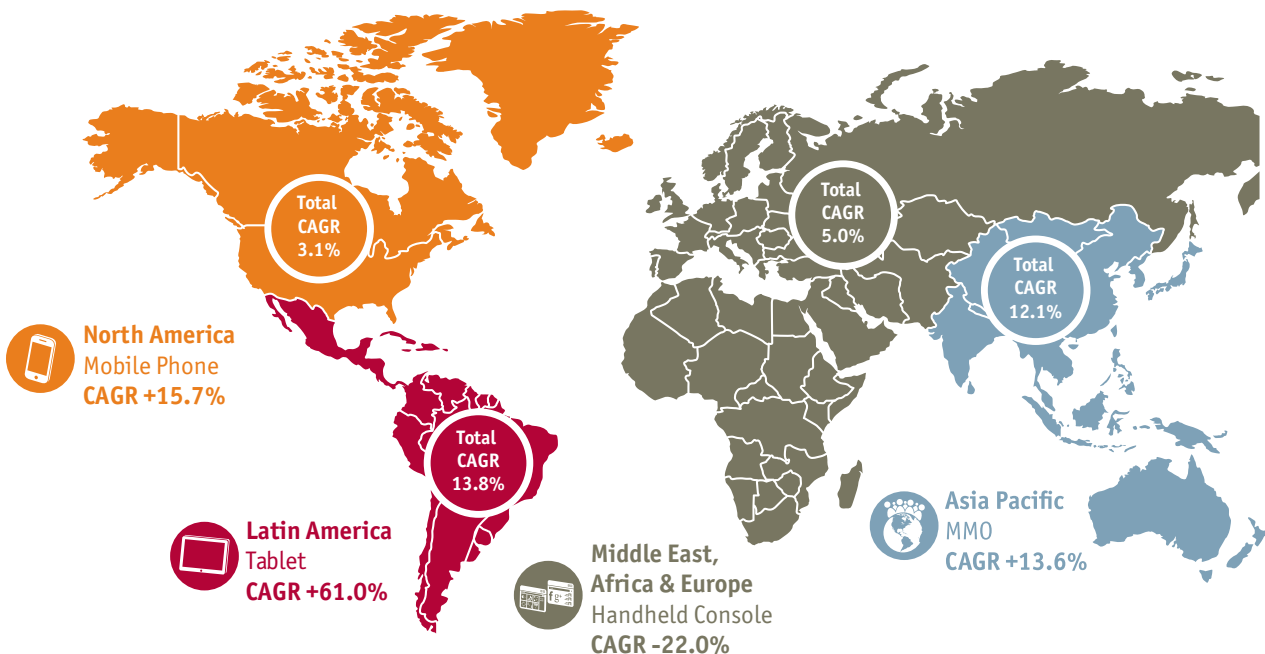 Total
CAGR
3.1%
Total
CAGR
5.0%
Total
CAGR
12.1%
North America
Mobile Phone
CAGR +15.7%
Total
CAGR
13.8%
Latin America
Tablet
CAGR +61.0%
Middle East,
Africa & Europe
Handheld Console
CAGR -22.0%
Asia Pacific
MMO
CAGR +13.6%